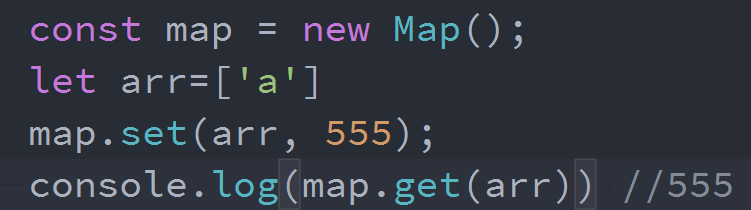 const map = new Map();
let arr=['a']
map.set(arr, 555);
console.log(map.get(arr)) //555